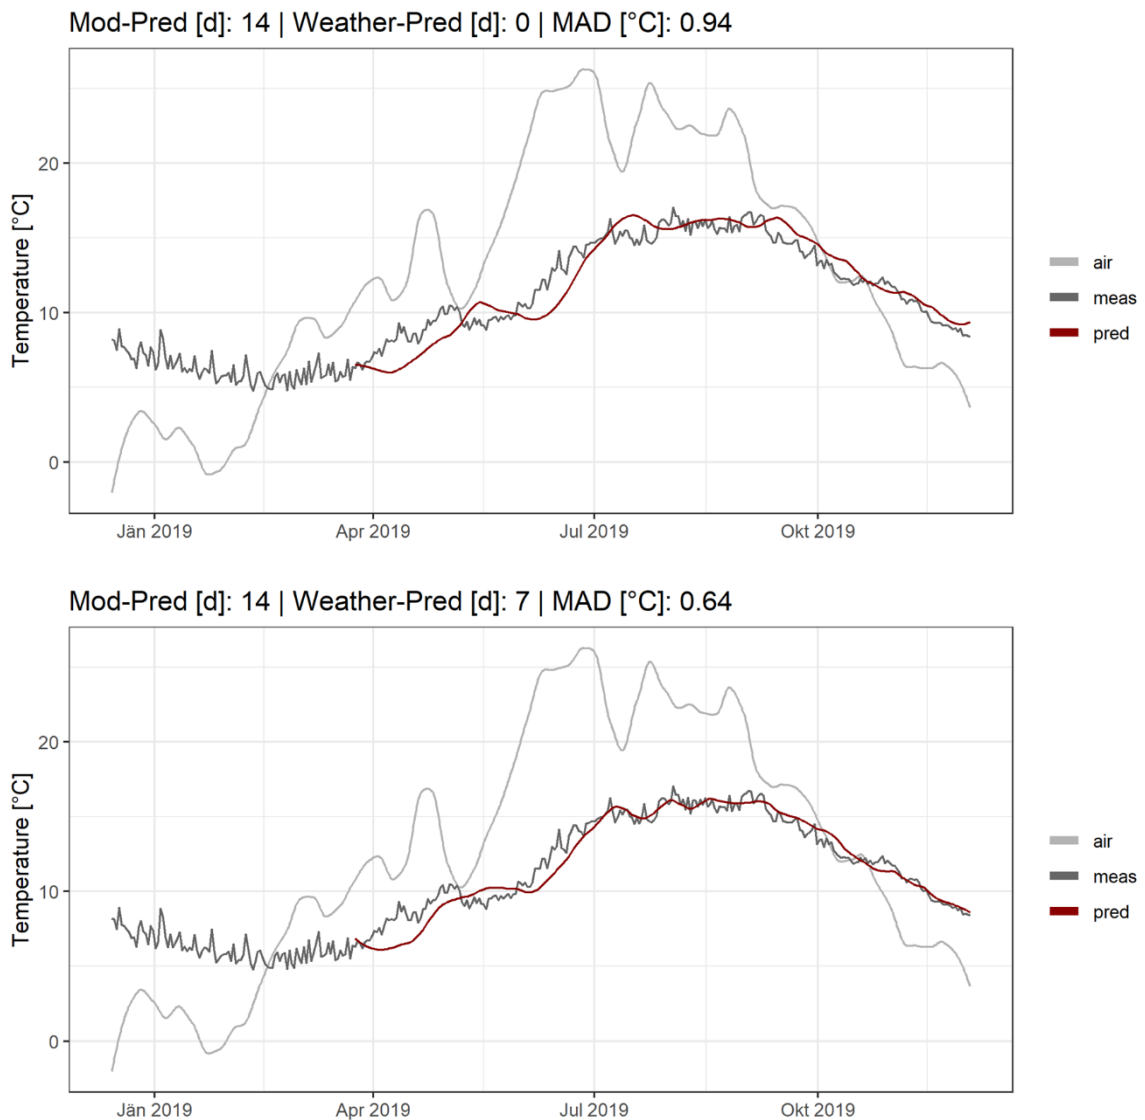 Mod-Pred [d]: 14 | Weather-Pred [d]: 0 | MAD [°C]: 0.94
Temperature [°C]
20
10
0
Jän 2019 Apr 2019 Jul 2019 Okt 2019
air
meas
pred
Mod-Pred [d]: 14 | Weather-Pred [d]: 7 | MAD [°C]: 0.64
Temperature [°C]
20
10
0
Jän 2019 Apr 2019 Jul 2019 Okt 2019
air
meas
pred